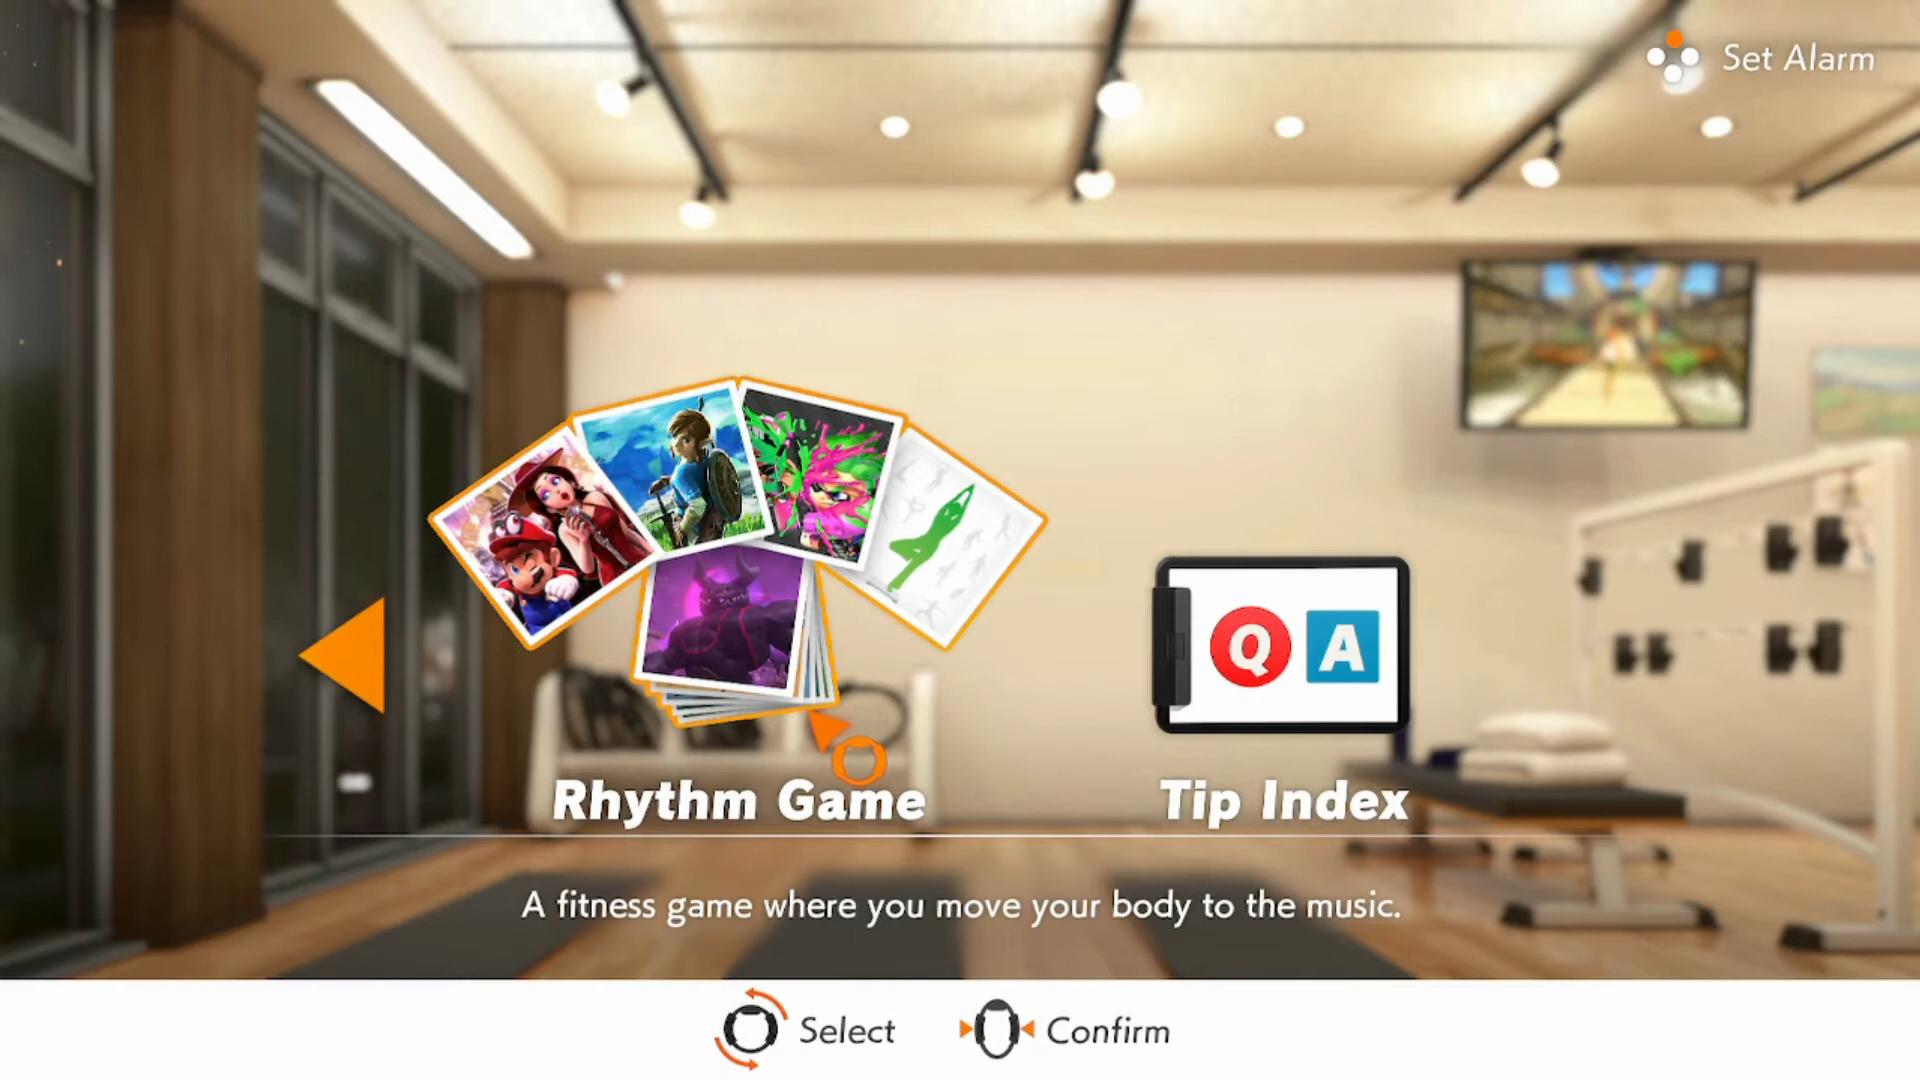 Set Alarm
Q A
Rhythm Game
Tip Index
A fitness game where you move your body to the music.
Select
Confirm